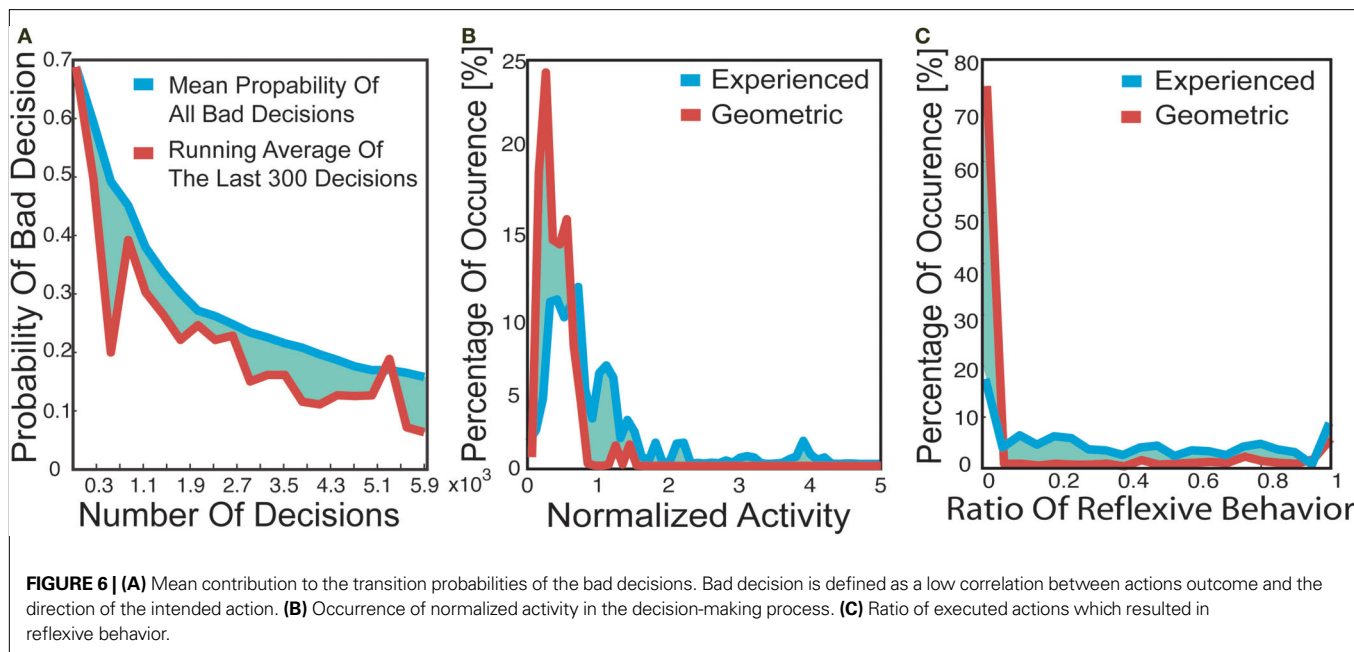 A
Probability Of Bad Decision
0.7
0.6
0.5
0.4
0.3
0.2
0.1
0
Mean Propability Of
All Bad Decisions
Running Average Of
The Last 300 Decisions
0.3 1.1 1.9 2.7 3.5 4.3 5.1 5.9 x10³
Number Of Decisions
B
Percentage Of Occurence [%]
25
20
15
10
5
0
Experienced
Geometric
0 1 2 3 4 5
Normalized Activity
C
Percentage Of Occurence [%]
80
70
60
50
40
30
20
10
0
Experienced
Geometric
0 0.2 0.4 0.6 0.8 1
Ratio Of Reflexive Behavior
FIGURE 6 | (A) Mean contribution to the transition probabilities of the bad decisions. Bad decision is defined as a low correlation between actions outcome and the
direction of the intended action. (B) Occurrence of normalized activity in the decision-making process. (C) Ratio of executed actions which resulted in
reflexive behavior.